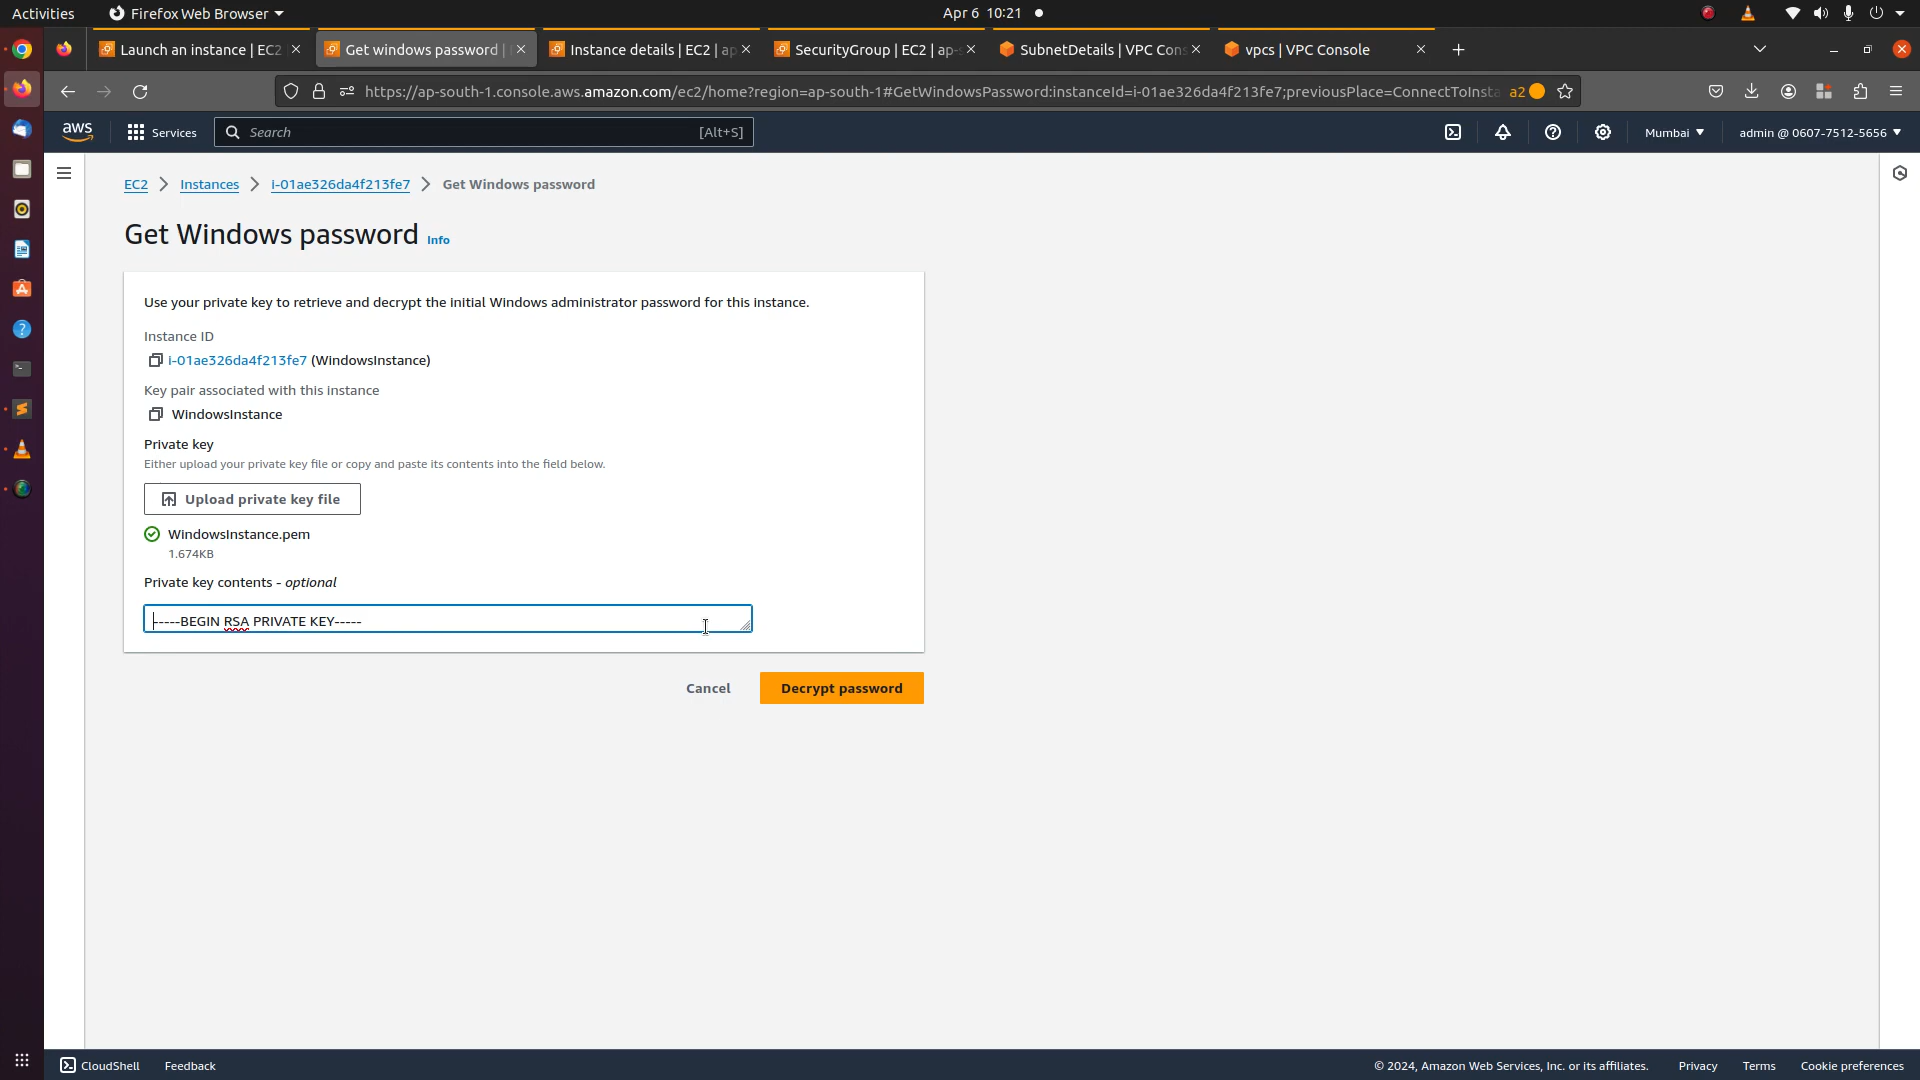 Activities
Firefox Web Browser
Apr 6 10:21
Launch an instance | EC2
Get windows password |
Instance details | EC2 | ap
SecurityGroup | EC2 | ap-s
SubnetDetails | VPC Cons
vpcs | VPC Console
https://ap-south-1.console.aws.amazon.com/ec2/home?region=ap-south-1#GetWindowsPassword:instanceId=i-01ae326da4f213fe7;previousPlace=ConnectToInsta
a2
aws
Services
Search
[Alt+S]
Mumbai
admin @ 0607-7512-5656
EC2
Instances
i-01ae326da4f213fe7
Get Windows password
Get Windows password Info
Use your private key to retrieve and decrypt the initial Windows administrator password for this instance.
Instance ID
i-01ae326da4f213fe7 (WindowsInstance)
Key pair associated with this instance
WindowsInstance
Private key
Either upload your private key file or copy and paste its contents into the field below.
Upload private key file
WindowsInstance.pem
1.674KB
Private key contents - optional
-----BEGIN RSA PRIVATE KEY-----
Cancel
Decrypt password
CloudShell
Feedback
© 2024, Amazon Web Services, Inc. or its affiliates.
Privacy
Terms
Cookie preferences